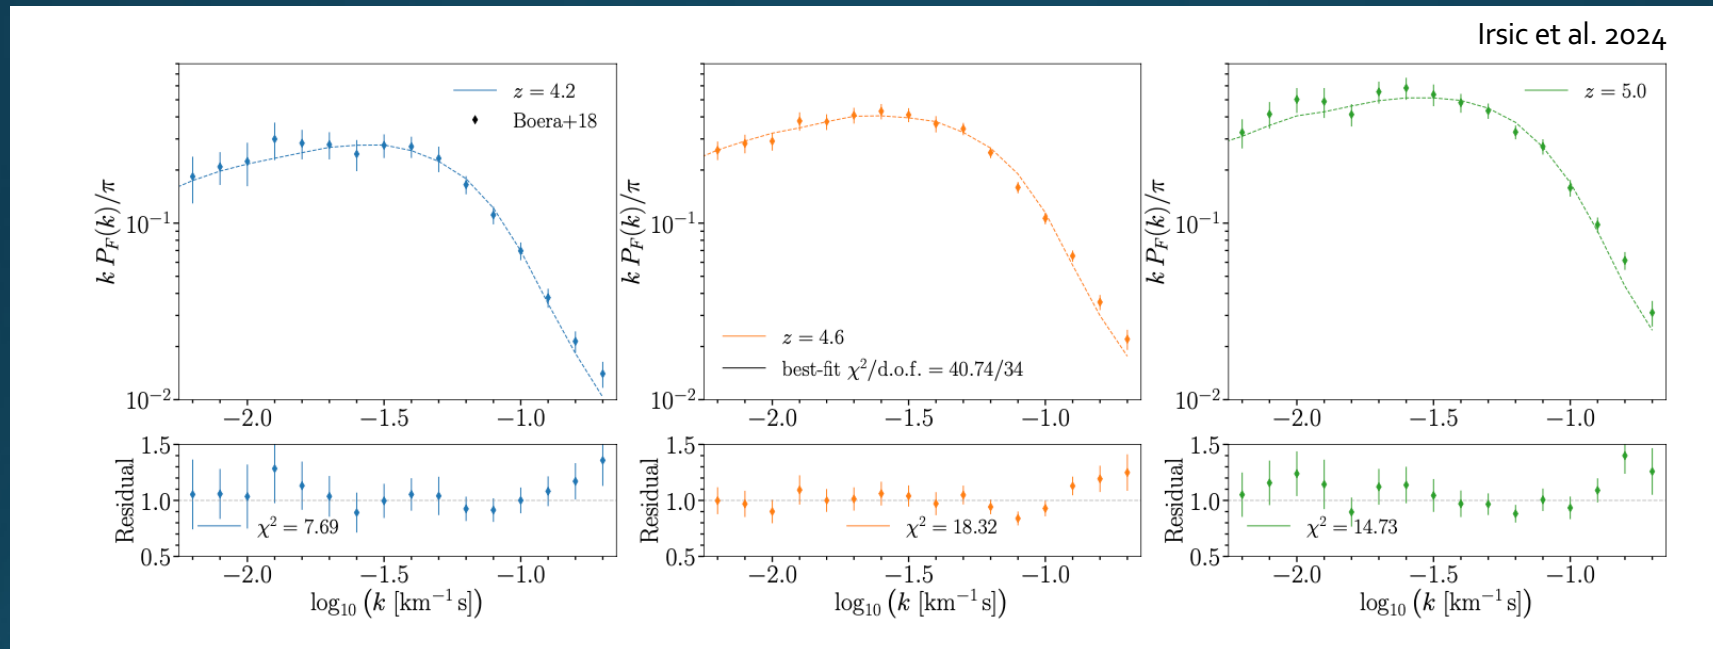 Irsic et al. 2024
z = 4.2
Boera+18
k P_F(k)/π
10^−1
10^−2
−2.0 −1.5 −1.0
1.5
1.0
0.5
Residual
χ² = 7.69
−2.0 −1.5 −1.0
log₁₀ (k [km⁻¹ s])
k P_F(k)/π
10^−1
10^−2
z = 4.6
best-fit χ²/d.o.f. = 40.74/34
−2.0 −1.5 −1.0
1.5
1.0
0.5
Residual
χ² = 18.32
−2.0 −1.5 −1.0
log₁₀ (k [km⁻¹ s])
z = 5.0
k P_F(k)/π
10^−1
10^−2
−2.0 −1.5 −1.0
1.5
1.0
0.5
Residual
χ² = 14.73
−2.0 −1.5 −1.0
log₁₀ (k [km⁻¹ s])